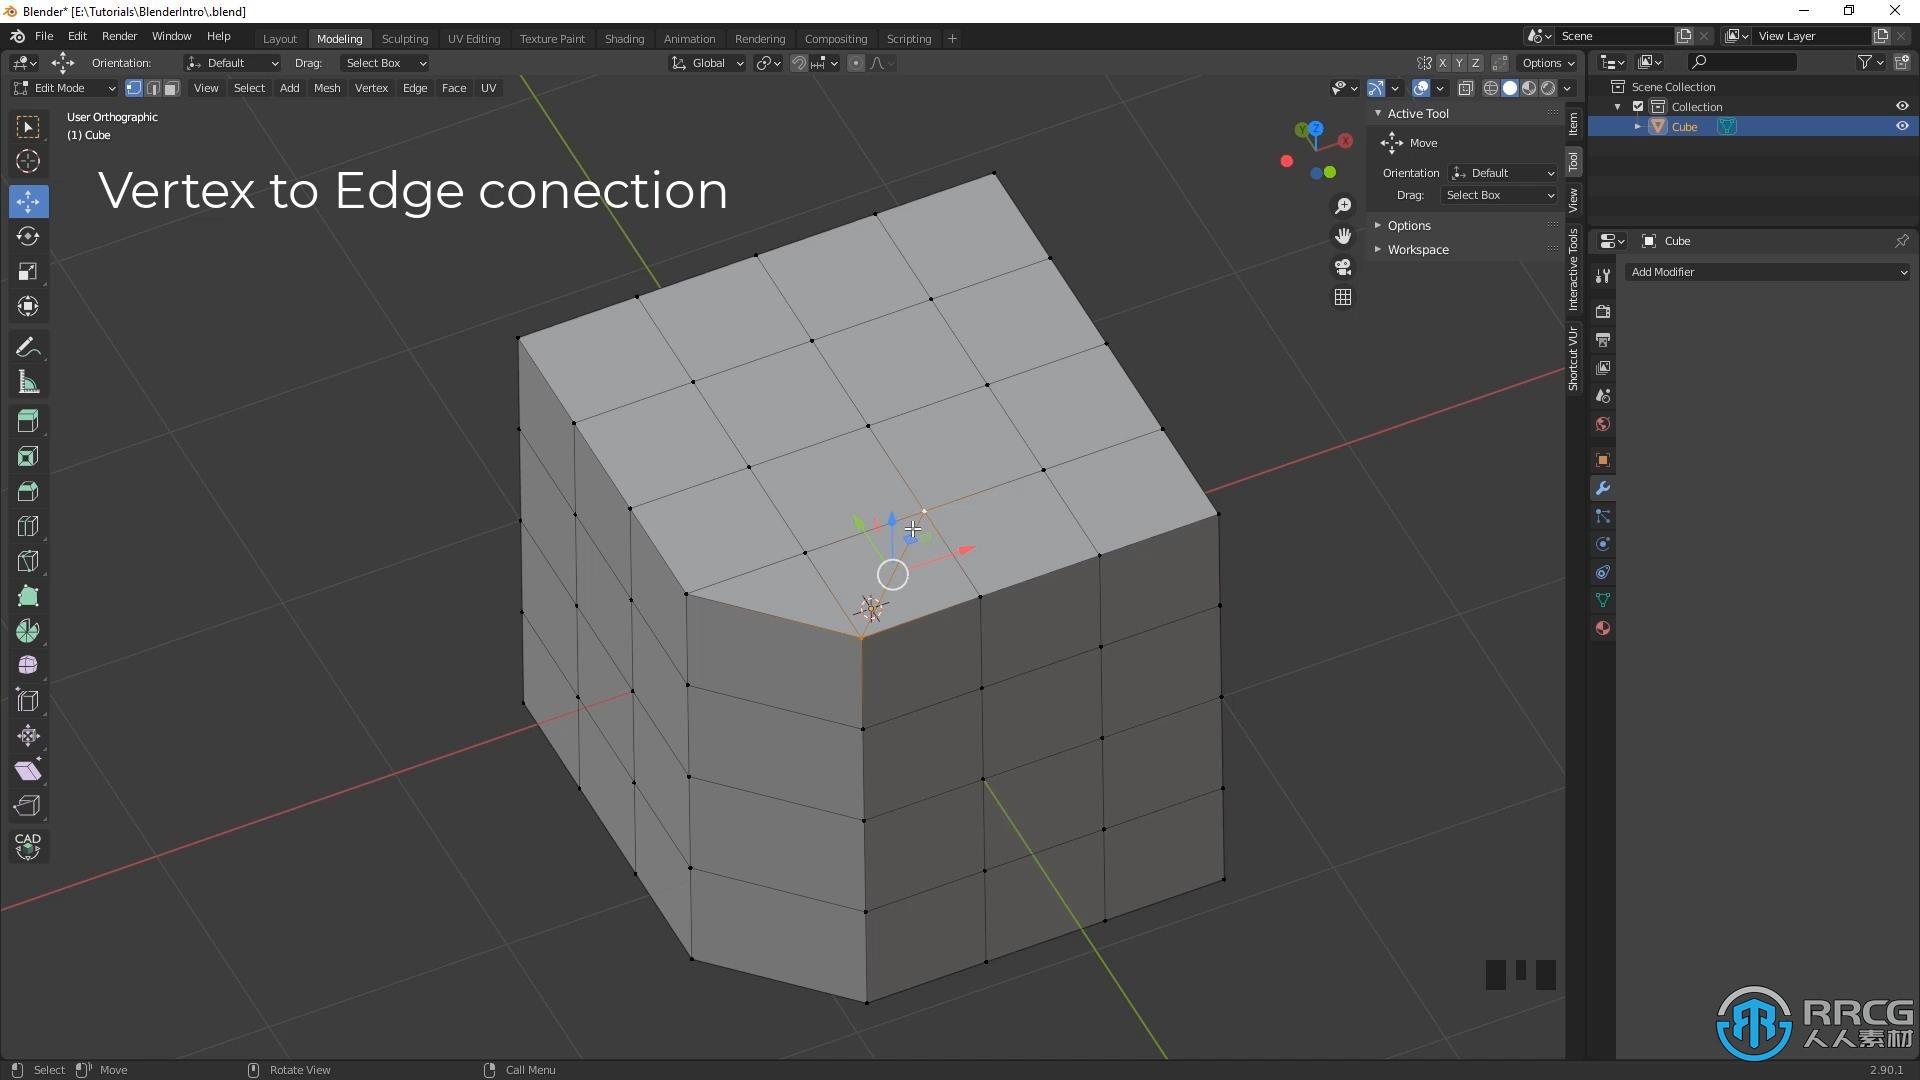 Blender* [E:\Tutorials\BlenderIntro\.blend]
File Edit Render Window Help
Layout Modeling Sculpting UV Editing Texture Paint Shading Animation Rendering Compositing Scripting +
Scene
View Layer
Orientation: Default Drag: Select Box
Global
X Y Z Options
Edit Mode View Select Add Mesh Vertex Edge Face UV
User Orthographic
(1) Cube
Vertex to Edge conection
Z
Y
X
Active Tool
Move
Orientation Default
Drag: Select Box
Options
Workspace
Item
Tool
View
Interactive Tools
Shortcut VUr
Scene Collection
Collection
Cube
Cube
Add Modifier
CAD
RRCG
人人素材
Select Move Rotate View Call Menu
2.90.1